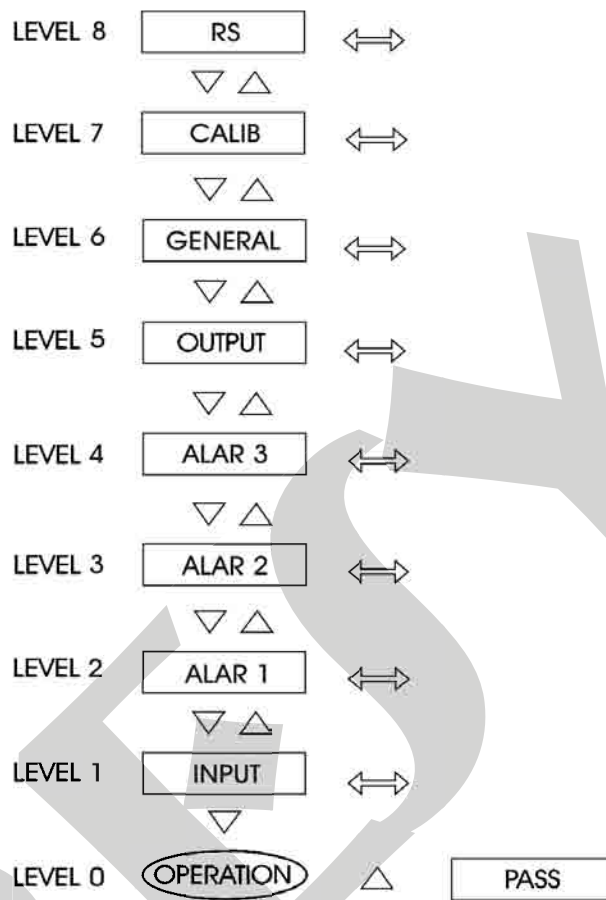 LEVEL 8 RS
LEVEL 7 CALIB
LEVEL 6 GENERAL
LEVEL 5 OUTPUT
LEVEL 4 ALAR 3
LEVEL 3 ALAR 2
LEVEL 2 ALAR 1
LEVEL 1 INPUT
LEVEL 0 OPERATION PASS